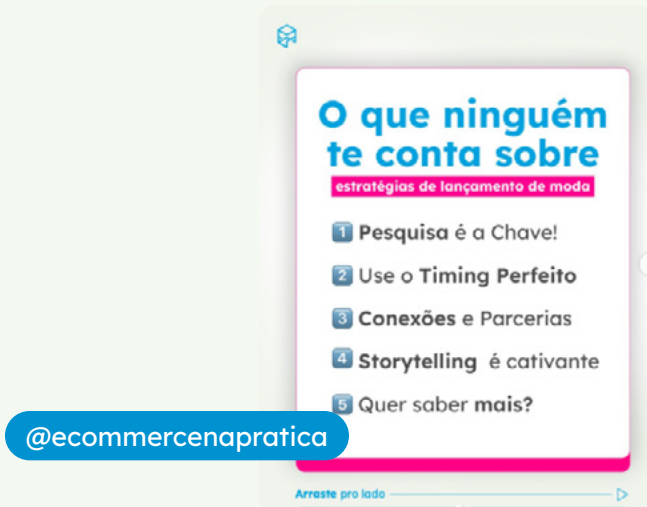 O que ninguém
te conta sobre
estratégias de lançamento de moda
1 Pesquisa é a Chave!
2 Use o Timing Perfeito
3 Conexões e Parcerias
4 Storytelling é cativante
5 Quer saber mais?
@ecommercenapratica
Arraste pro lado